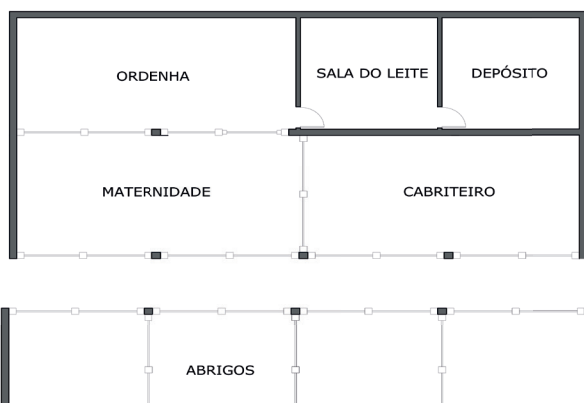 ORDENHA
SALA DO LEITE
DEPÓSITO
MATERNIDADE
CABRITEIRO
ABRIGOS